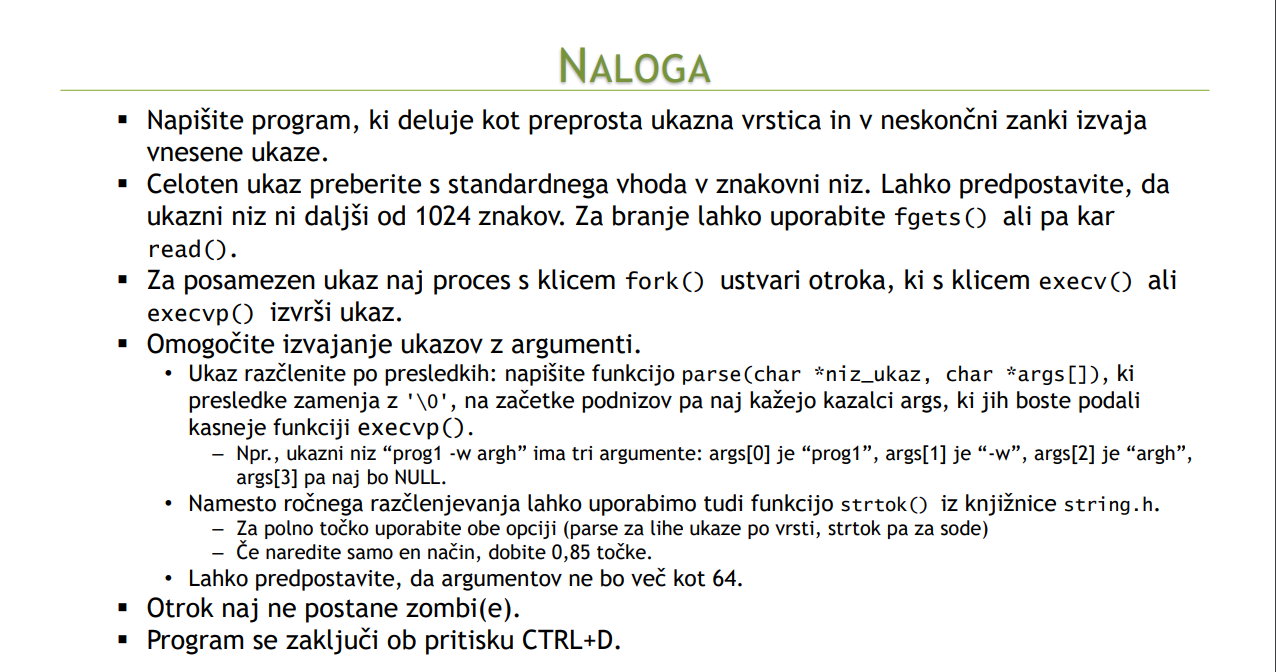 NALOGA
▪ Napišite program, ki deluje kot preprosta ukazna vrstica in v neskončni zanki izvaja
vnesene ukaze.
▪ Celoten ukaz preberite s standardnega vhoda v znakovni niz. Lahko predpostavite, da
ukazni niz ni daljši od 1024 znakov. Za branje lahko uporabite fgets() ali pa kar
read().
▪ Za posamezen ukaz naj proces s klicem fork() ustvari otroka, ki s klicem execv() ali
execvp() izvrši ukaz.
▪ Omogočite izvajanje ukazov z argumenti.
• Ukaz razčlenite po presledkih: napišite funkcijo parse(char *niz_ukaz, char *args[]), ki
presledke zamenja z '\0', na začetke podnizov pa naj kažejo kazalci args, ki jih boste podali
kasneje funkciji execvp().
– Npr., ukazni niz “prog1 -w argh” ima tri argumente: args[0] je “prog1”, args[1] je “-w”, args[2] je “argh”,
args[3] pa naj bo NULL.
• Namesto ročnega razčlenjevanja lahko uporabimo tudi funkcijo strtok() iz knjižnice string.h.
– Za polno točko uporabite obe opciji (parse za lihe ukaze po vrsti, strtok pa za sode)
– Če naredite samo en način, dobite 0,85 točke.
• Lahko predpostavite, da argumentov ne bo več kot 64.
▪ Otrok naj ne postane zombi(e).
▪ Program se zaključi ob pritisku CTRL+D.